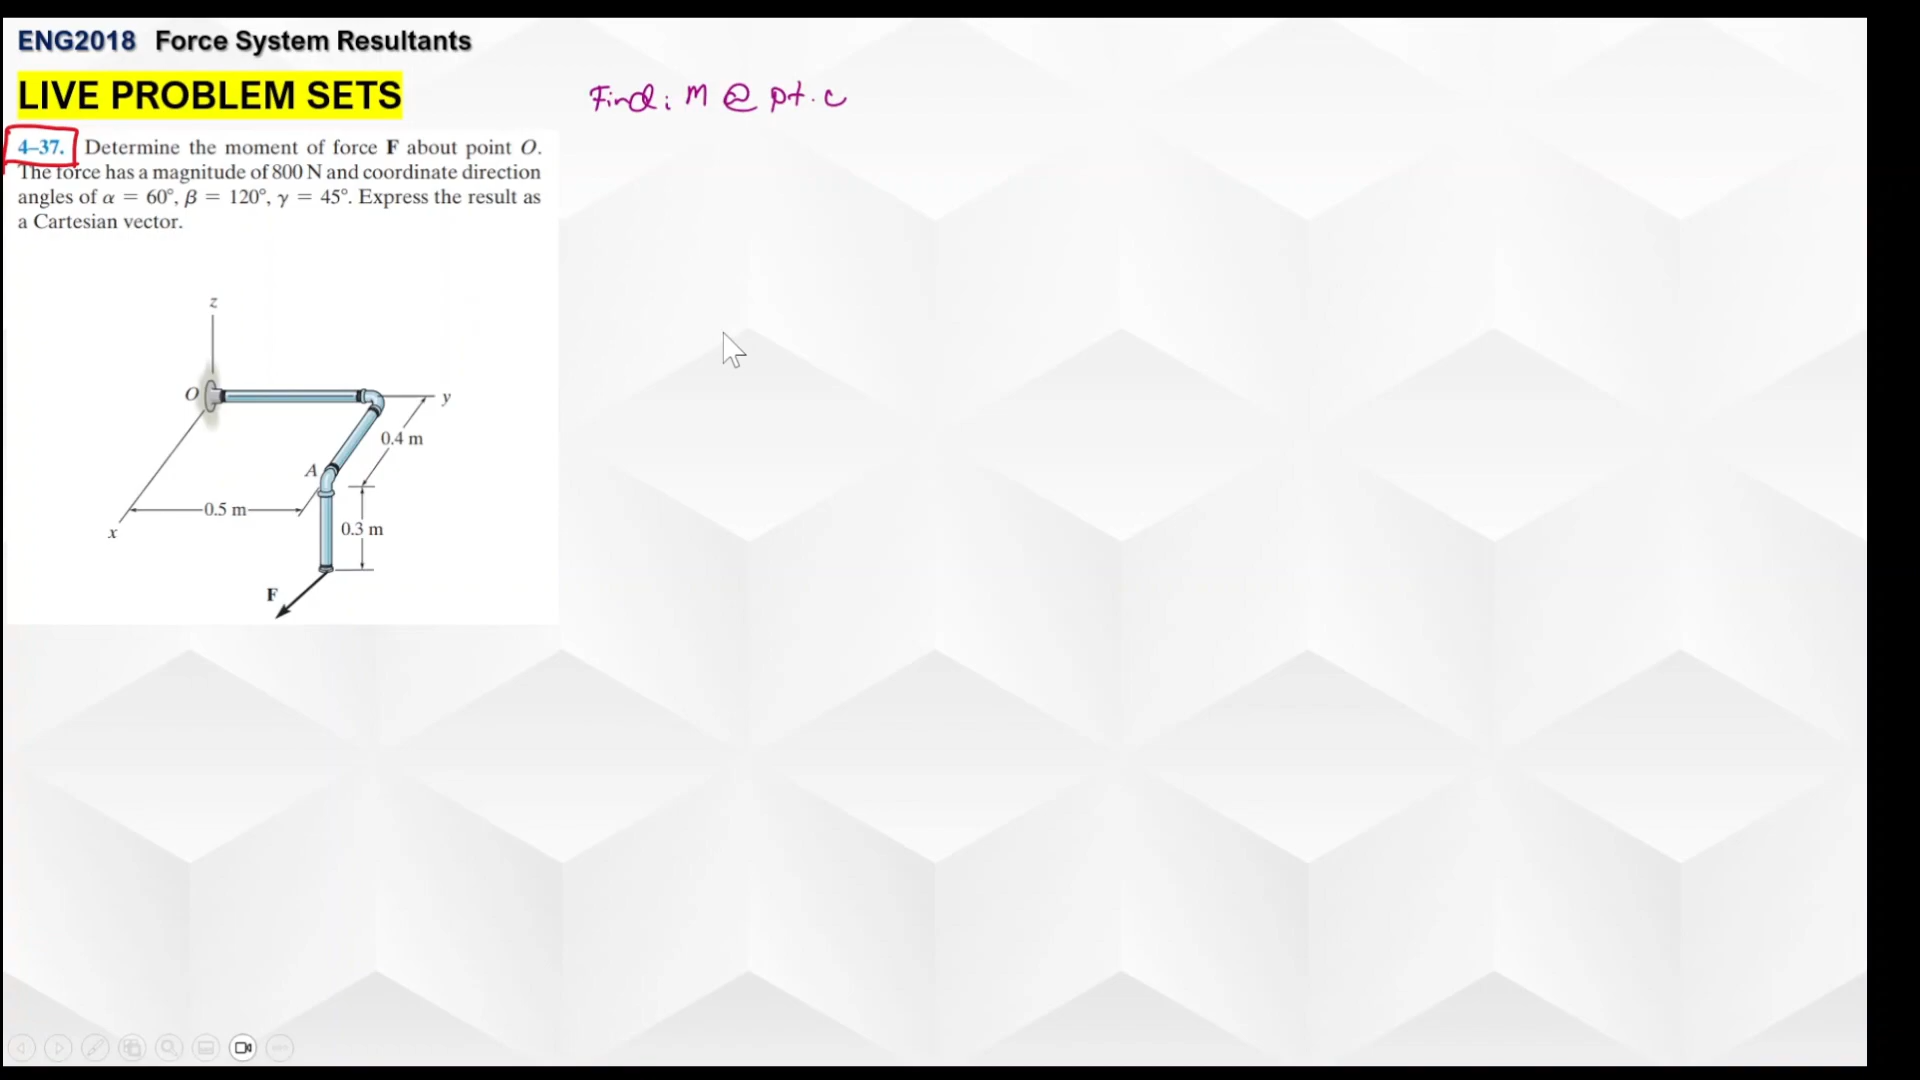 ENG2018 Force System Resultants
LIVE PROBLEM SETS
Find: M @ pt. c
4–37. Determine the moment of force F about point O.
The force has a magnitude of 800 N and coordinate direction
angles of α = 60°, β = 120°, γ = 45°. Express the result as
a Cartesian vector.
z
O
y
0.4 m
A
0.5 m
x
0.3 m
F